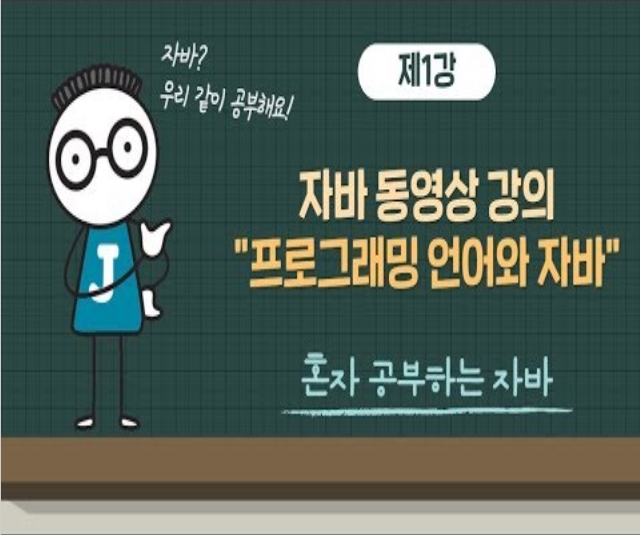 자바?
우리 같이 공부해요!
제1강
자바 동영상 강의
"프로그래밍 언어와 자바"
혼자 공부하는 자바
J